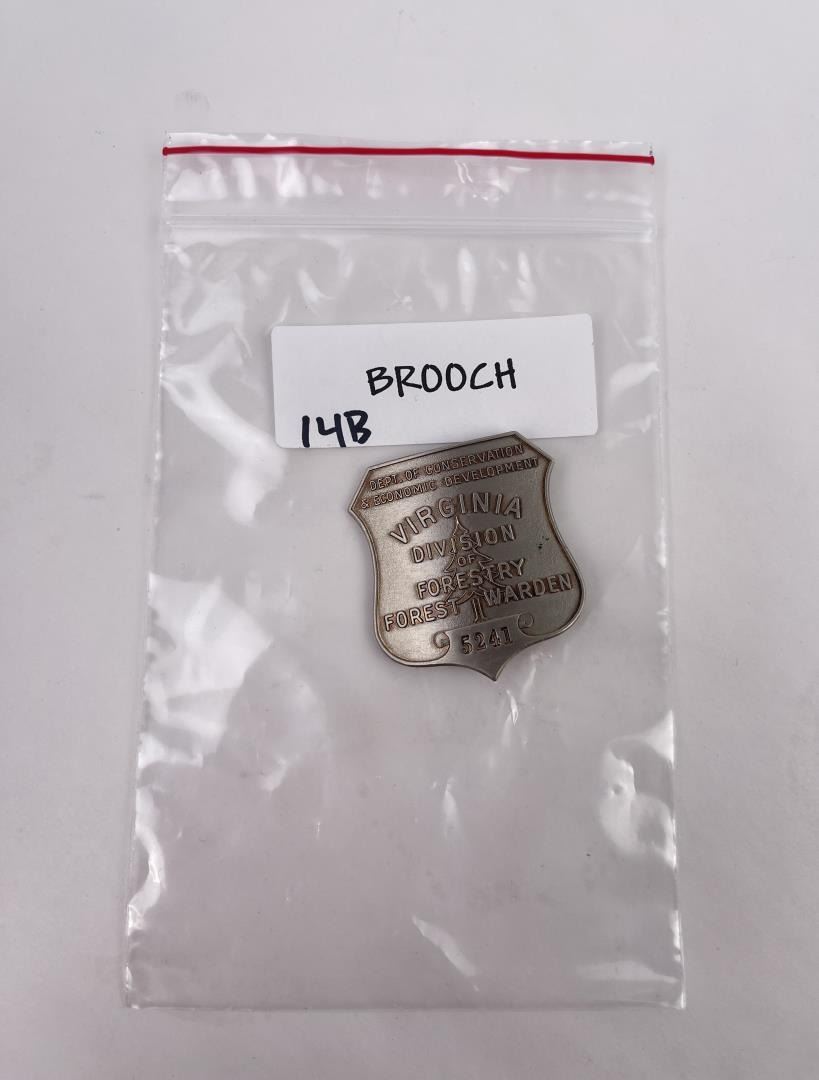 BROOCH
14B
DEPT. OF CONSERVATION
& ECONOMIC DEVELOPMENT
VIRGINIA
DIVISION
OF
FORESTRY
FOREST WARDEN
5241